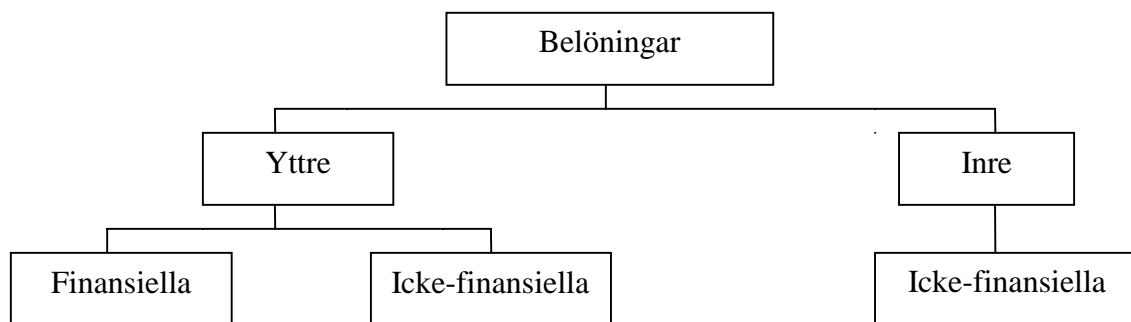 Belöningar
Yttre
Inre
Finansiella
Icke-finansiella
Icke-finansiella